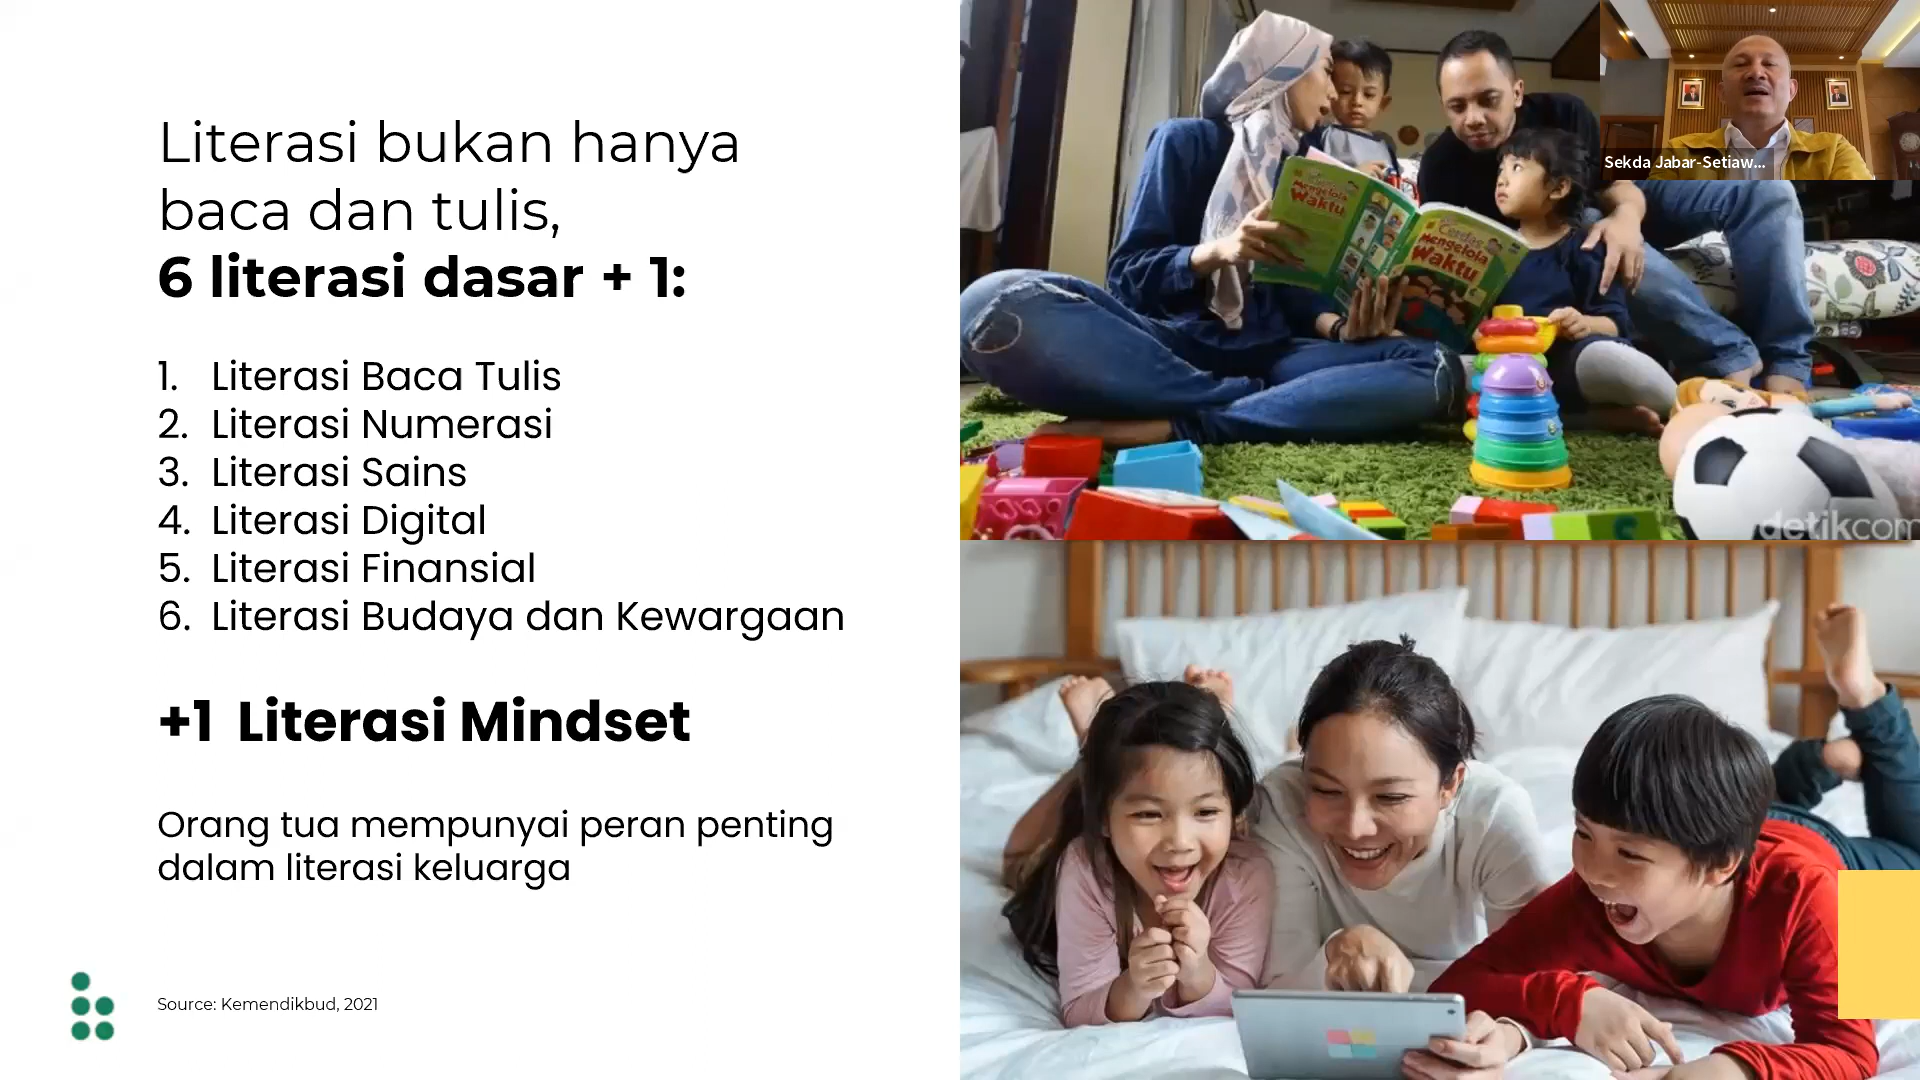 Literasi bukan hanya
baca dan tulis,
6 literasi dasar + 1:
1. Literasi Baca Tulis
2. Literasi Numerasi
3. Literasi Sains
4. Literasi Digital
5. Literasi Finansial
6. Literasi Budaya dan Kewargaan
+1 Literasi Mindset
Orang tua mempunyai peran penting
dalam literasi keluarga
Source: Kemendikbud, 2021
Sekda Jabar-Setiaw...
Mengelola
Waktu
Cerdas
Mengelola
Waktu
detikcom